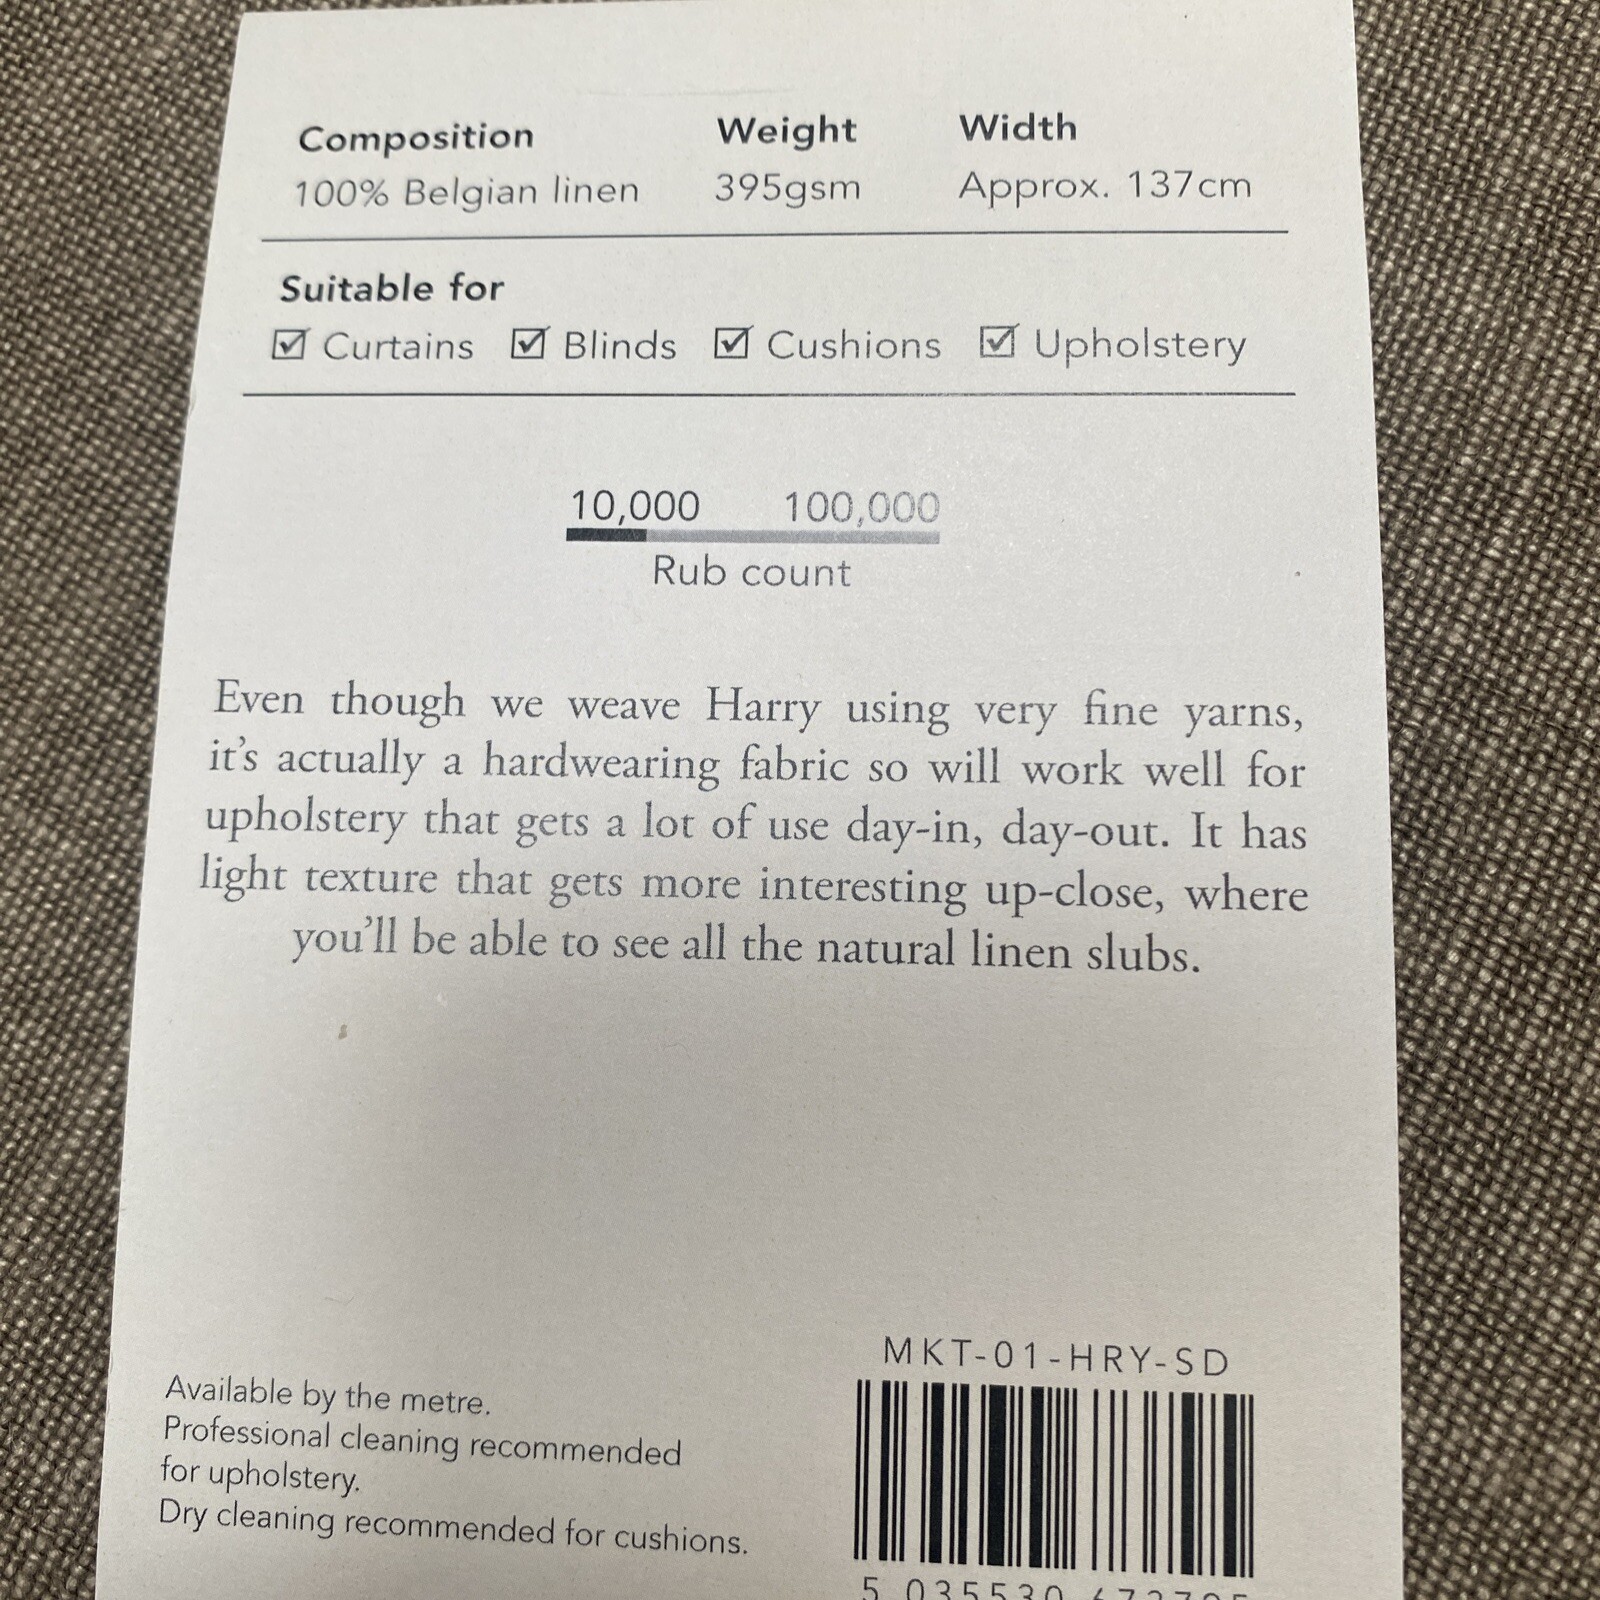 Composition Weight Width
100% Belgian linen 395gsm Approx. 137cm
Suitable for
☑ Curtains ☑ Blinds ☑ Cushions ☑ Upholstery
10,000 100,000
Rub count
Even though we weave Harry using very fine yarns,
it's actually a hardwearing fabric so will work well for
upholstery that gets a lot of use day-in, day-out. It has
light texture that gets more interesting up-close, where
you'll be able to see all the natural linen slubs.
MKT-01-HRY-SD
Available by the metre.
Professional cleaning recommended
for upholstery.
Dry cleaning recommended for cushions.
5 035530